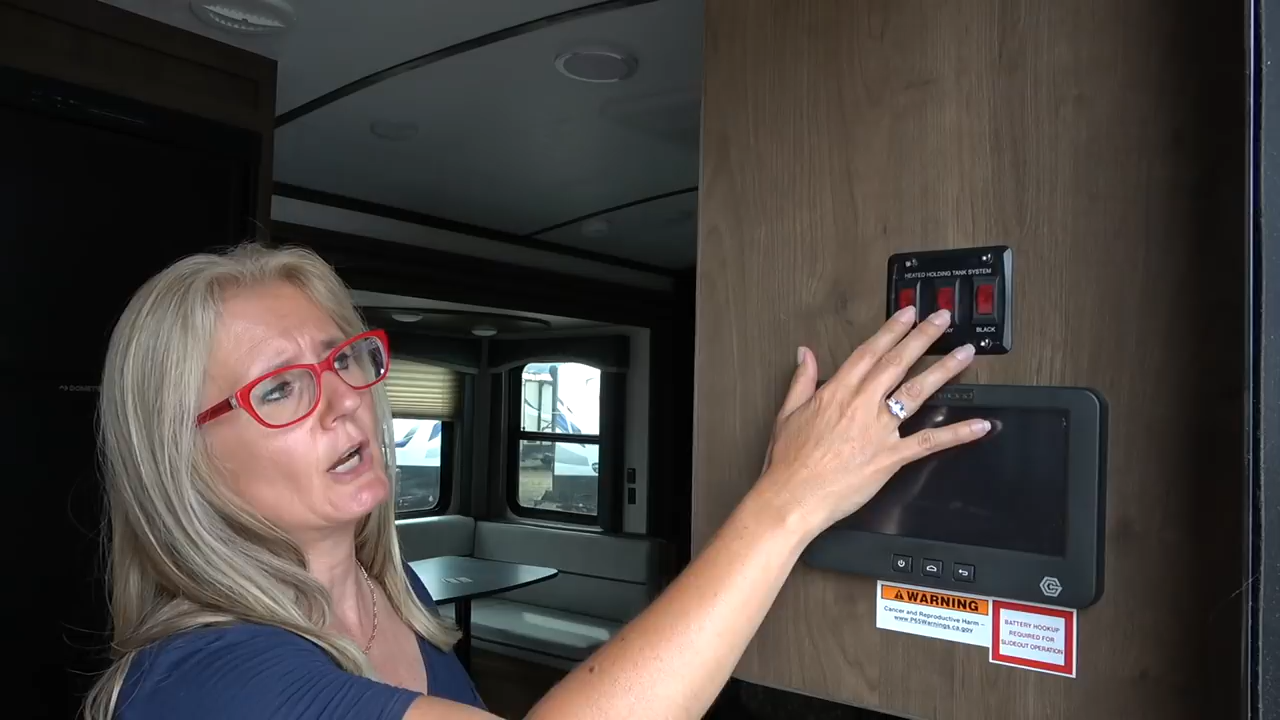 HEATED HOLDING TANK SYSTEM
BLACK
WARNING
Cancer and Reproductive Harm –
www.P65Warnings.ca.gov
BATTERY HOOKUP
REQUIRED FOR
SLIDEOUT OPERATION